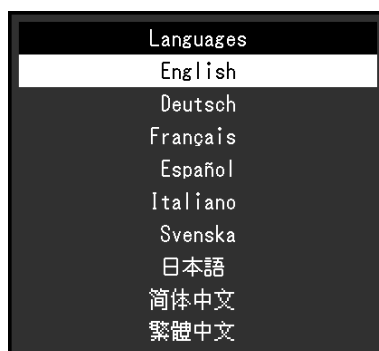 Languages
English
Deutsch
Français
Español
Italiano
Svenska
日本語
简体中文
繁體中文